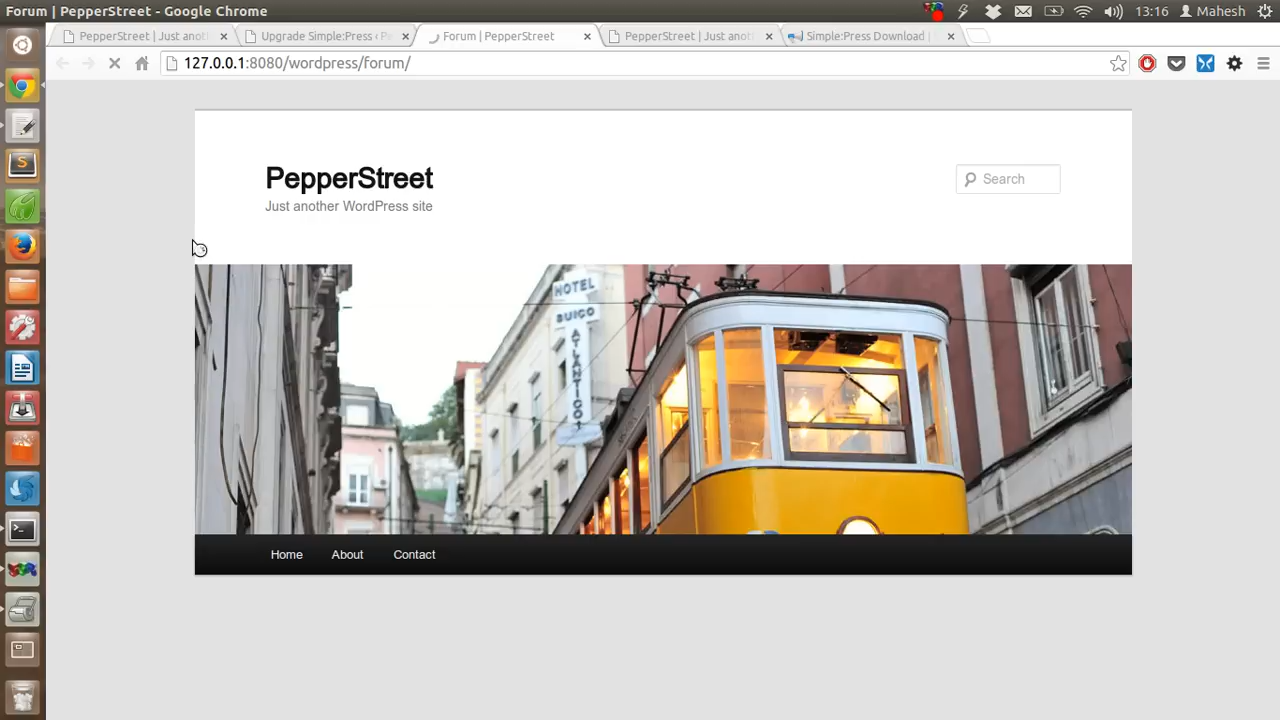 Forum | PepperStreet - Google Chrome
13:16 Mahesh
PepperStreet | Just anot
Upgrade Simple:Press ‹ P
Forum | PepperStreet
PepperStreet | Just anot
Simple:Press Download |
127.0.0.1:8080/wordpress/forum/
PepperStreet
Search
Just another WordPress site
HOTEL
SUIÇO
ATLANTICO
Home About Contact